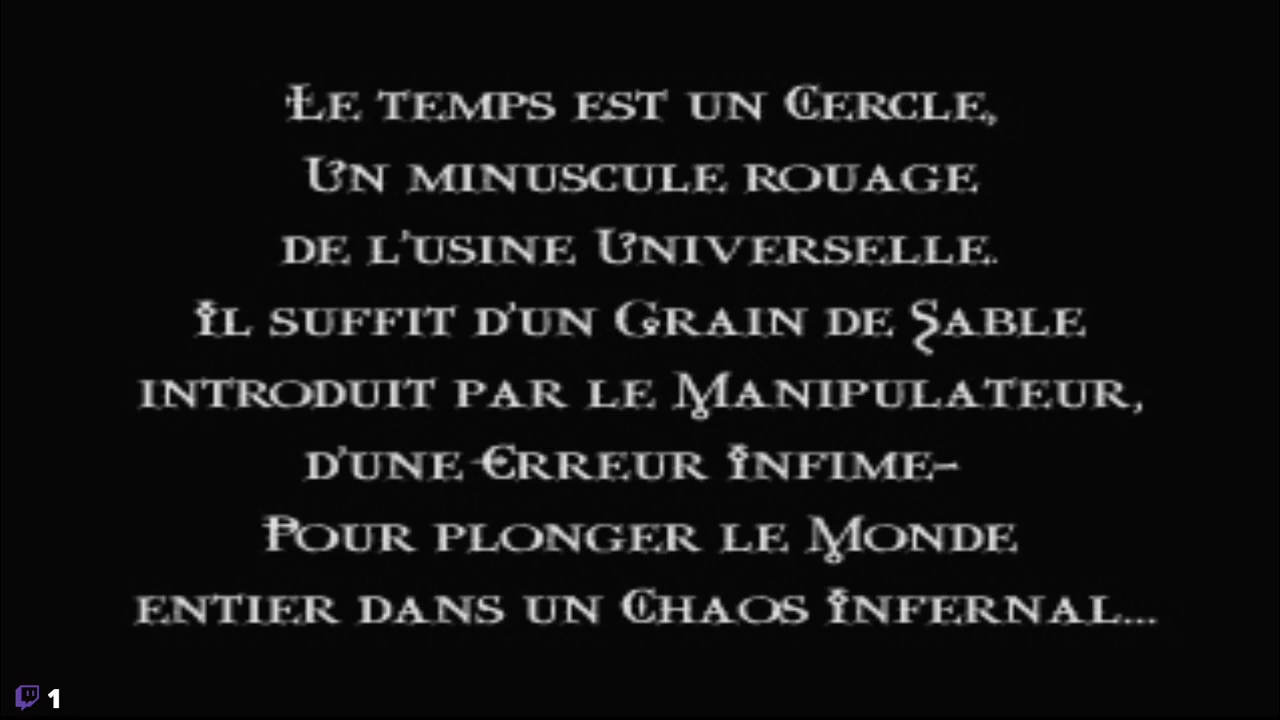 Le temps est un Cercle,
Un minuscule rouage
de l'usine Universelle.
Il suffit d'un Grain de Sable
introduit par le Manipulateur,
d'une Erreur Infime-
Pour plonger le Monde
entier dans un Chaos Infernal...
1